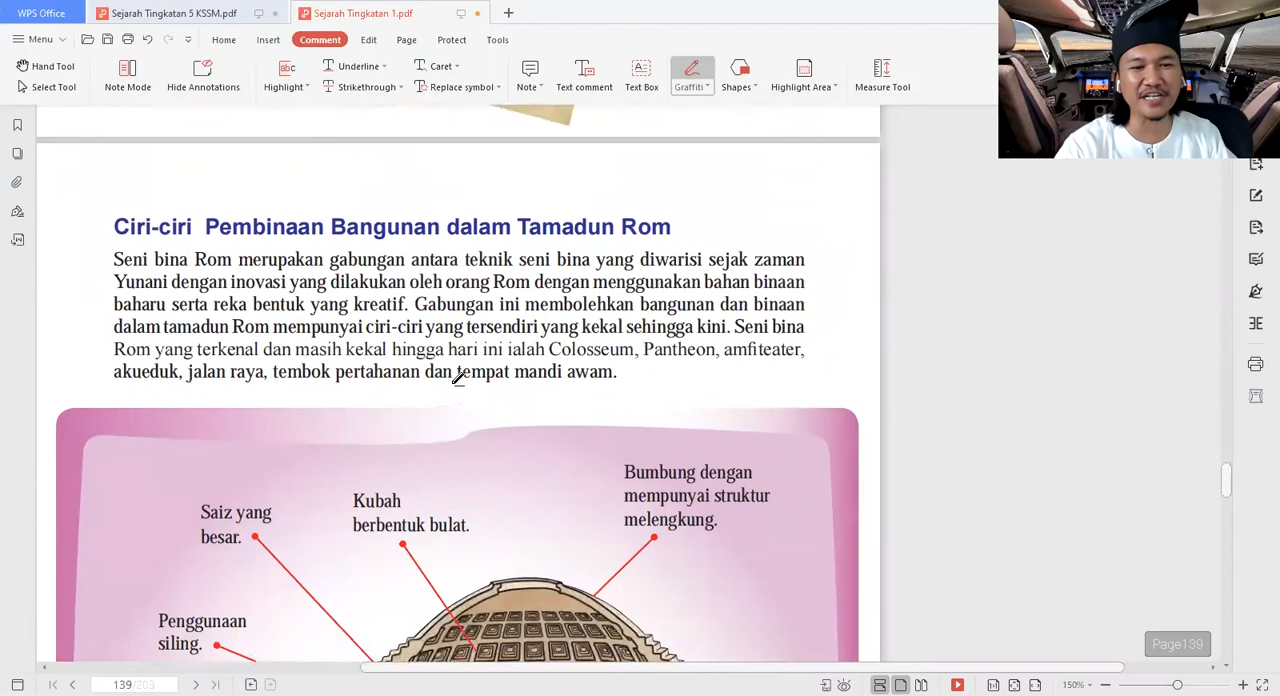 WPS Office
Sejarah Tingkatan 5 KSSM.pdf
Sejarah Tingkatan 1.pdf
Menu
Home
Insert
Comment
Edit
Page
Protect
Tools
Hand Tool
Select Tool
Note Mode
Hide Annotations
abc
Highlight
Underline
Strikethrough
Caret
Replace symbol
Note
Text comment
Text Box
Graffiti
Shapes
Highlight Area
Measure Tool
Ciri-ciri Pembinaan Bangunan dalam Tamadun Rom
Seni bina Rom merupakan gabungan antara teknik seni bina yang diwarisi sejak zaman
Yunani dengan inovasi yang dilakukan oleh orang Rom dengan menggunakan bahan binaan
baharu serta reka bentuk yang kreatif. Gabungan ini membolehkan bangunan dan binaan
dalam tamadun Rom mempunyai ciri-ciri yang tersendiri yang kekal sehingga kini. Seni bina
Rom yang terkenal dan masih kekal hingga hari ini ialah Colosseum, Pantheon, amfiteater,
akueduk, jalan raya, tembok pertahanan dan tempat mandi awam.
Bumbung dengan
mempunyai struktur
melengkung.
Kubah
berbentuk bulat.
Saiz yang
besar.
Penggunaan
siling.
Page139
139/203
150%